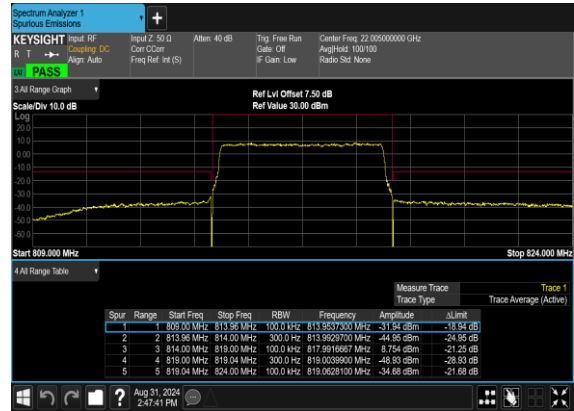 Spectrum Analyzer 1
Spurious Emissions
+
KEYSIGHT Input: RF Input Z: 50 Ω Atten: 40 dB Trig: Free Run Center Freq: 22.005000000 GHz
R T Coupling: DC Corr CCorr Gate: Off Avg|Hold: 100/100
Align: Auto Freq Ref: Int (S) IF Gain: Low Radio Std: None
PASS
3 All Range Graph
Ref Lvl Offset 7.50 dB
Scale/Div 10.0 dB Ref Value 30.00 dBm
Log
20.0
10.0
0.00
-10.0
-20.0
-30.0
-40.0
-50.0
-60.0
Start 809.000 MHz Stop 824.000 MHz
4 All Range Table
Measure Trace Trace 1
Trace Type Trace Average (Active)
Spur Range Start Freq Stop Freq RBW Frequency Amplitude ΔLimit
1 1 809.00 MHz 813.96 MHz 100.0 kHz 813.9537300 MHz -31.94 dBm -18.94 dB
2 2 813.96 MHz 814.00 MHz 300.0 Hz 813.9929700 MHz -44.95 dBm -24.95 dB
3 3 814.00 MHz 819.00 MHz 100.0 kHz 817.9916667 MHz 8.754 dBm -21.25 dB
4 4 819.00 MHz 819.04 MHz 300.0 Hz 819.0039900 MHz -48.93 dBm -28.93 dB
5 5 819.04 MHz 824.00 MHz 100.0 kHz 819.0628100 MHz -34.68 dBm -21.68 dB
? Aug 31, 2024
2:47:41 PM